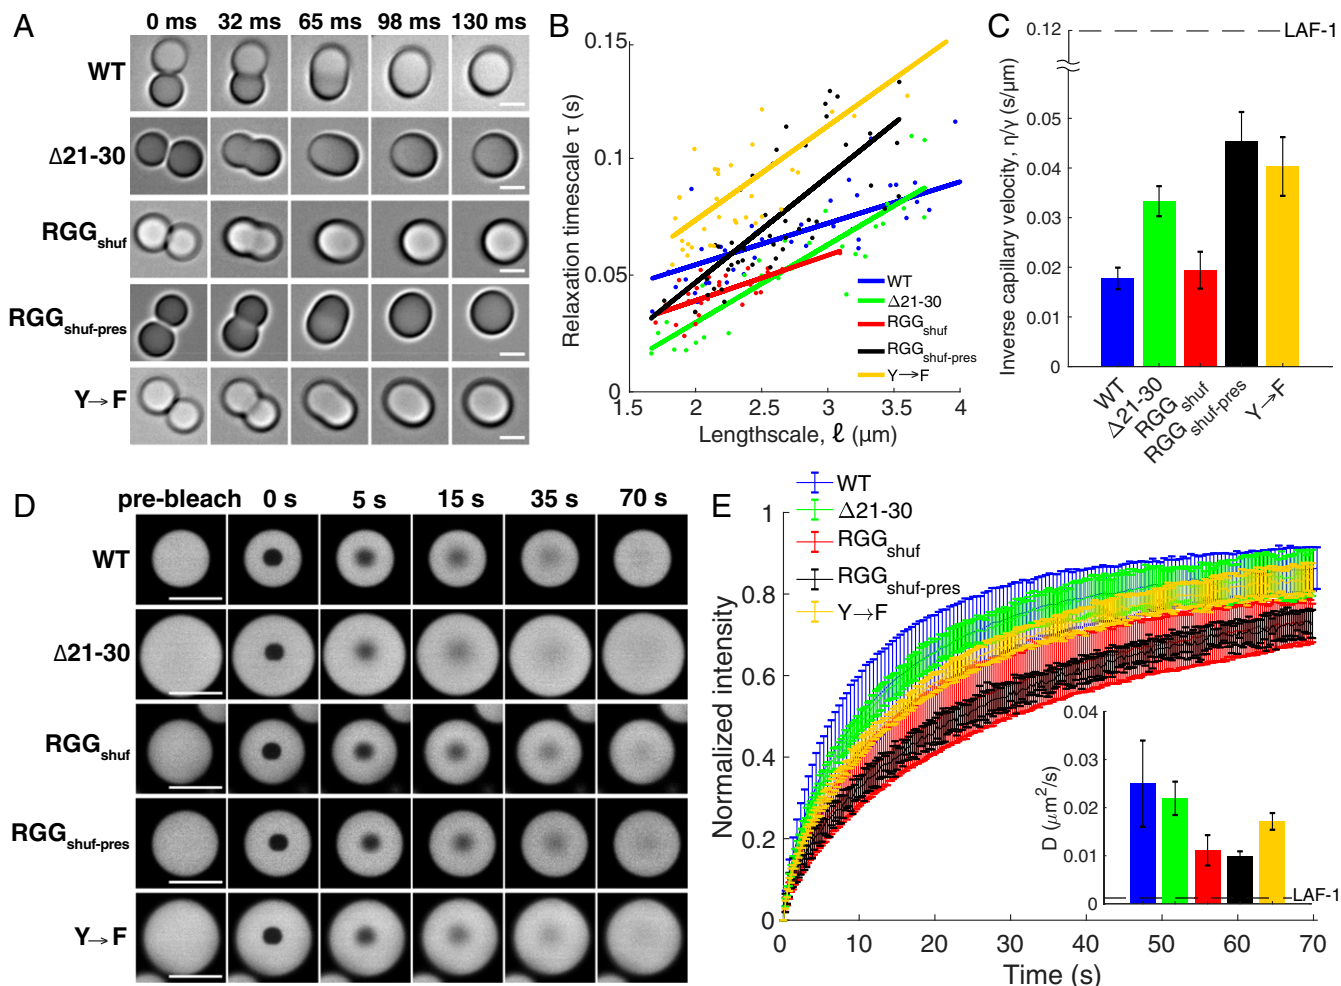 A
0 ms 32 ms 65 ms 98 ms 130 ms
WT
Δ21-30
RGGshuf
RGGshuf-pres
Y→F
B
0.15
0.1
0.05
0
1.5 2 2.5 3 3.5 4
Relaxation timescale τ (s)
Lengthscale, ℓ (μm)
WT
Δ21-30
RGGshuf
RGGshuf-pres
Y→F
C
0.12
LAF-1
0.05
0.04
0.03
0.02
0.01
0
Inverse capillary velocity, η/γ (s/μm)
WT
Δ21-30
RGGshuf
RGGshuf-pres
Y→F
D
pre-bleach 0 s 5 s 15 s 35 s 70 s
WT
Δ21-30
RGGshuf
RGGshuf-pres
Y→F
E
WT
Δ21-30
RGGshuf
RGGshuf-pres
Y→F
1
0.8
0.6
0.4
0.2
0
Normalized intensity
0 10 20 30 40 50 60 70
Time (s)
0.04
0.03
0.02
0.01
0
D (μm²/s)
LAF-1